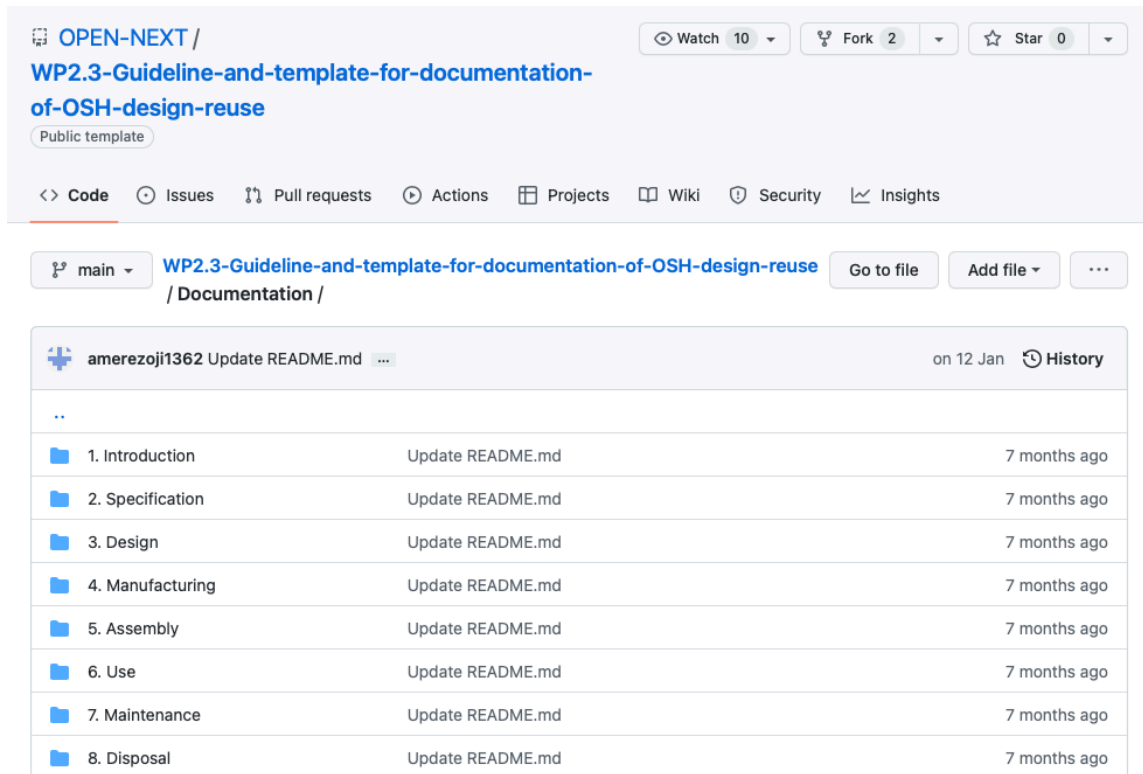 OPEN-NEXT /
WP2.3-Guideline-and-template-for-documentation-
of-OSH-design-reuse
Public template
Watch 10
Fork 2
Star 0
<> Code
Issues
Pull requests
Actions
Projects
Wiki
Security
Insights
main
WP2.3-Guideline-and-template-for-documentation-of-OSH-design-reuse
/ Documentation /
Go to file
Add file
...
amerezoji1362 Update README.md ... on 12 Jan History
..
1. Introduction Update README.md 7 months ago
2. Specification Update README.md 7 months ago
3. Design Update README.md 7 months ago
4. Manufacturing Update README.md 7 months ago
5. Assembly Update README.md 7 months ago
6. Use Update README.md 7 months ago
7. Maintenance Update README.md 7 months ago
8. Disposal Update README.md 7 months ago